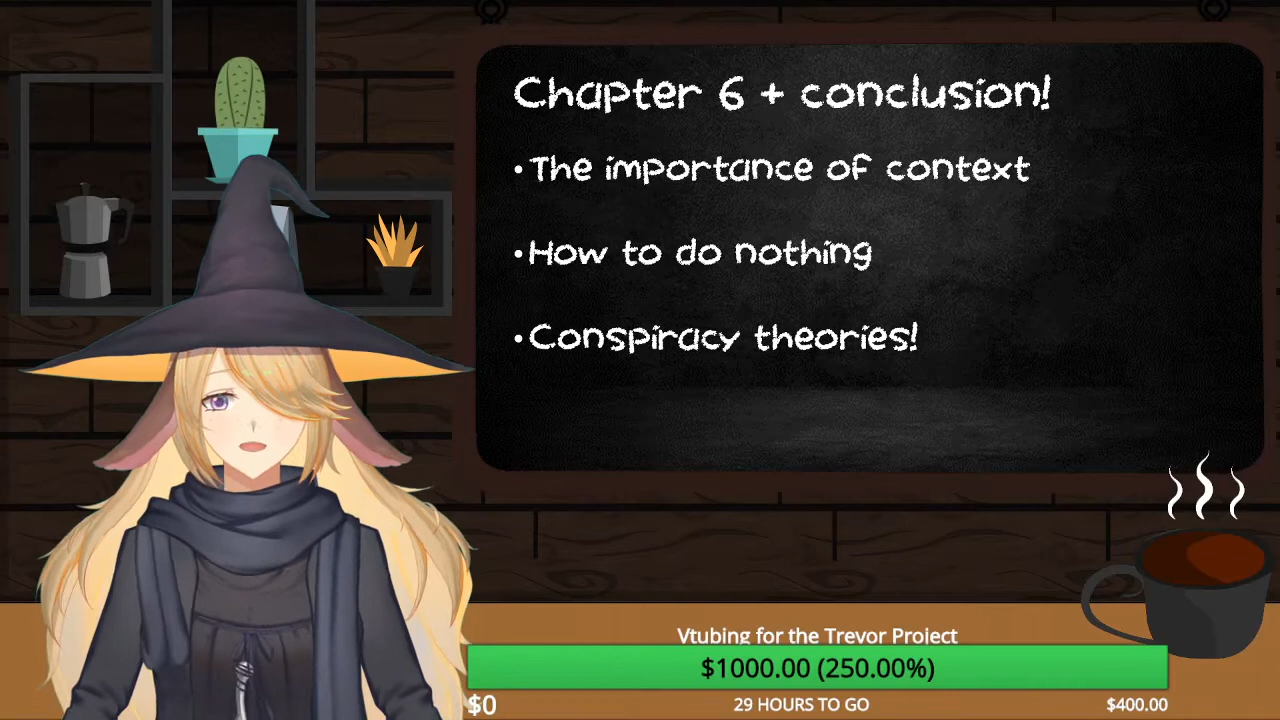 Chapter 6 + conclusion!
•The importance of context
•How to do nothing
•Conspiracy theories!
Vtubing for the Trevor Project
$1000.00 (250.00%)
$0 29 HOURS TO GO $400.00